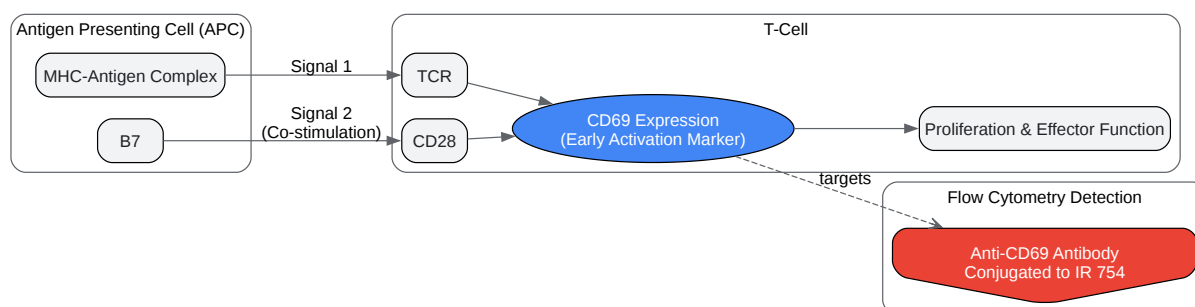 Antigen Presenting Cell (APC)
T-Cell
MHC-Antigen Complex
Signal 1
TCR
B7
Signal 2
(Co-stimulation)
CD28
CD69 Expression
(Early Activation Marker)
Proliferation & Effector Function
targets
Flow Cytometry Detection
Anti-CD69 Antibody
Conjugated to IR 754